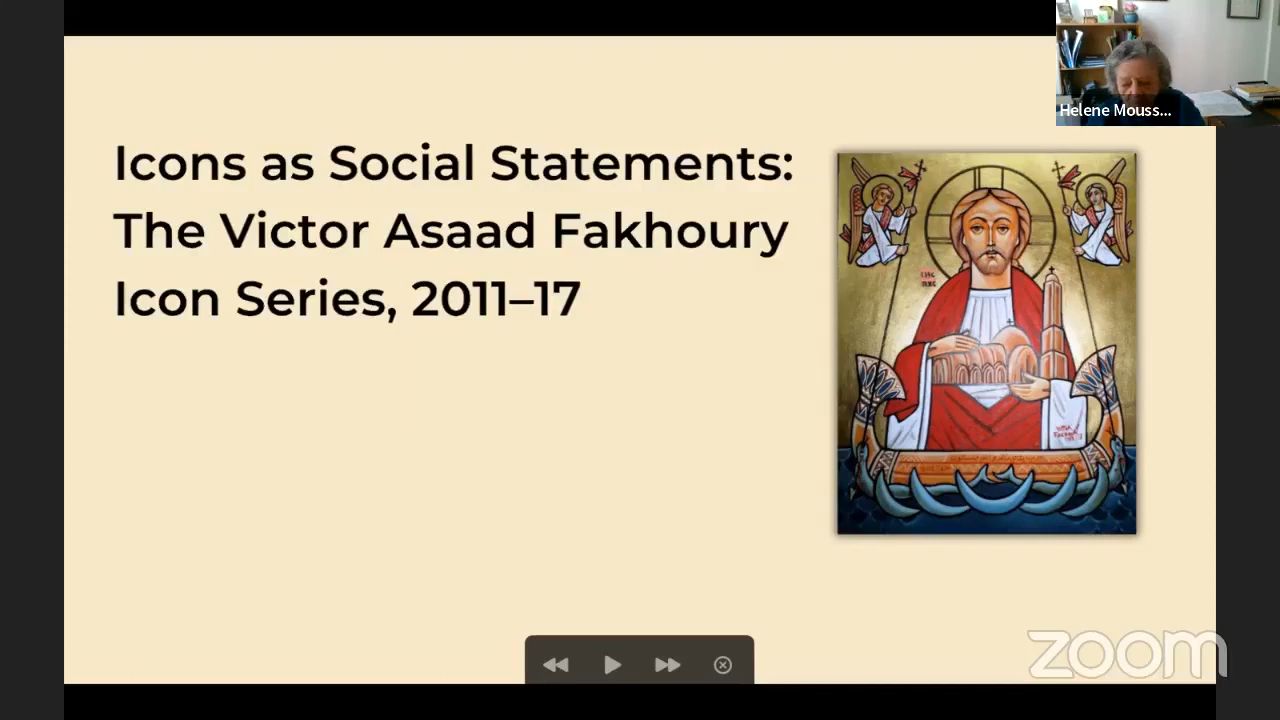 Helene Mouss...
Icons as Social Statements:
The Victor Asaad Fakhoury
Icon Series, 2011–17
zoom